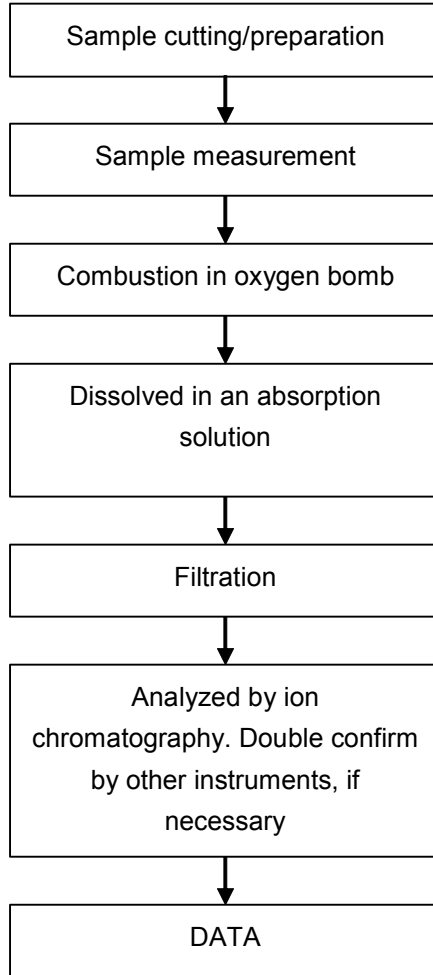 Sample cutting/preparation
Sample measurement
Combustion in oxygen bomb
Dissolved in an absorption
solution
Filtration
Analyzed by ion
chromatography. Double confirm
by other instruments, if
necessary
DATA